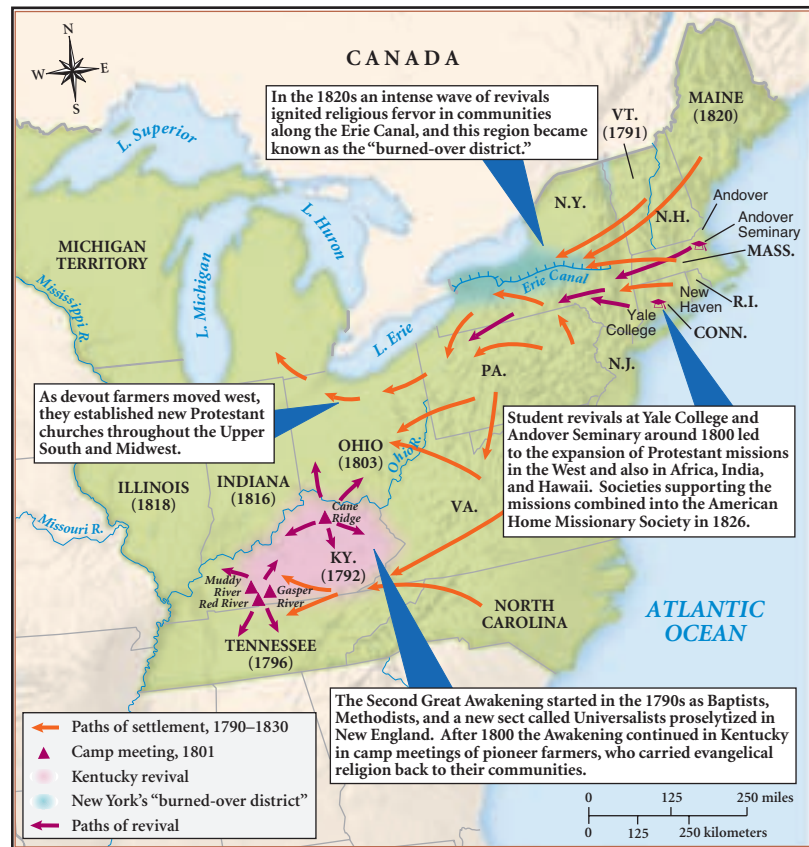 N
W
E
S
CANADA
In the 1820s an intense wave of revivals
ignited religious fervor in communities
along the Erie Canal, and this region became
known as the “burned-over district.”
MAINE
(1820)
VT.
(1791)
L. Superior
L. Huron
L. Michigan
MICHIGAN
TERRITORY
Mississippi R.
N.Y.
N.H.
Andover
Andover
Seminary
MASS.
Erie Canal
New
Haven
R.I.
Yale
College
CONN.
L. Erie
N.J.
PA.
As devout farmers moved west,
they established new Protestant
churches throughout the Upper
South and Midwest.
Student revivals at Yale College and
Andover Seminary around 1800 led
to the expansion of Protestant missions
in the West and also in Africa, India,
and Hawaii. Societies supporting the
missions combined into the American
Home Missionary Society in 1826.
OHIO
(1803)
Ohio R.
INDIANA
(1816)
ILLINOIS
(1818)
VA.
Missouri R.
Cane
Ridge
KY.
(1792)
Muddy
River
Red River
Gasper
River
TENNESSEE
(1796)
NORTH
CAROLINA
ATLANTIC
OCEAN
The Second Great Awakening started in the 1790s as Baptists,
Methodists, and a new sect called Universalists proselytized in
New England. After 1800 the Awakening continued in Kentucky
in camp meetings of pioneer farmers, who carried evangelical
religion back to their communities.
Paths of settlement, 1790–1830
Camp meeting, 1801
Kentucky revival
New York’s “burned-over district”
Paths of revival
0 125 250 miles
0 125 250 kilometers